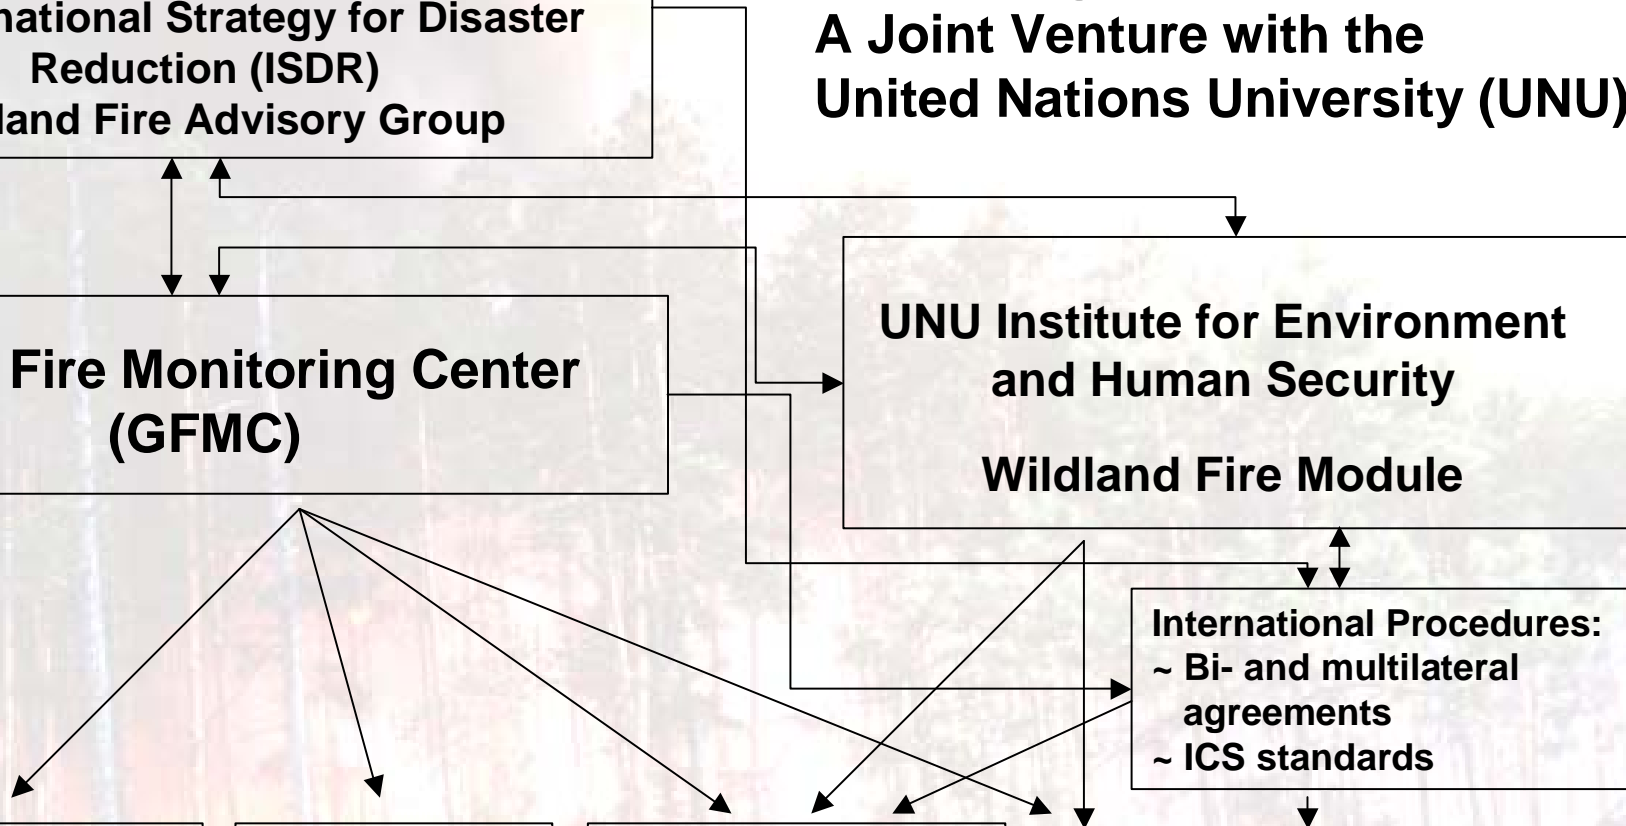 national Strategy for Disaster
Reduction (ISDR)
land Fire Advisory Group
A Joint Venture with the
United Nations University (UNU)
Fire Monitoring Center
(GFMC)
UNU Institute for Environment
and Human Security
Wildland Fire Module
International Procedures:
~ Bi- and multilateral
agreements
~ ICS standards